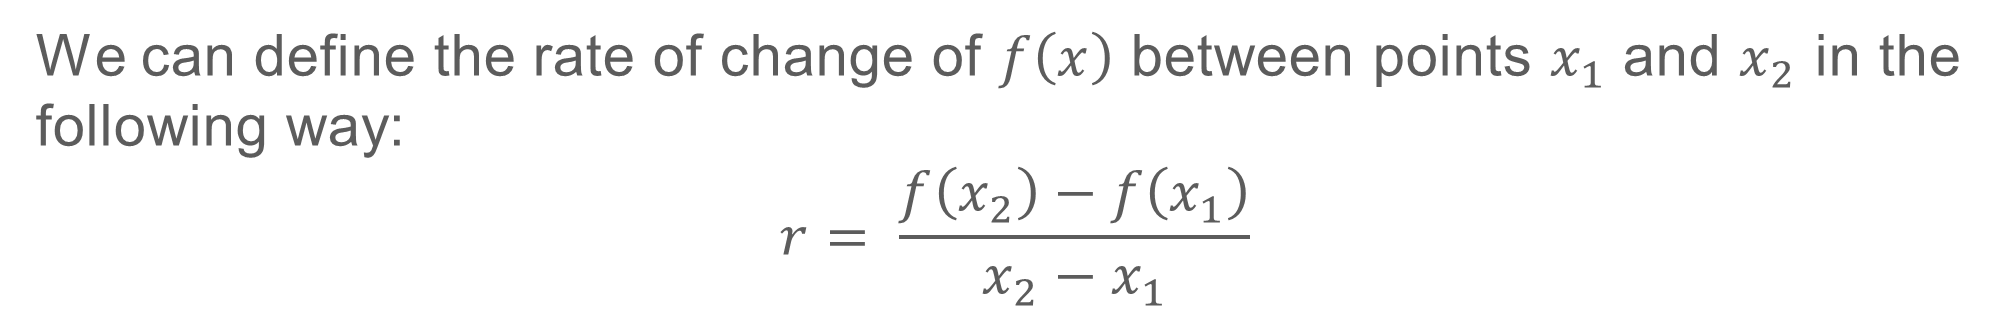 We can define the rate of change of f(x) between points x₁ and x₂ in the
following way:
r = \frac{f(x₂) − f(x₁)}{x₂ − x₁}